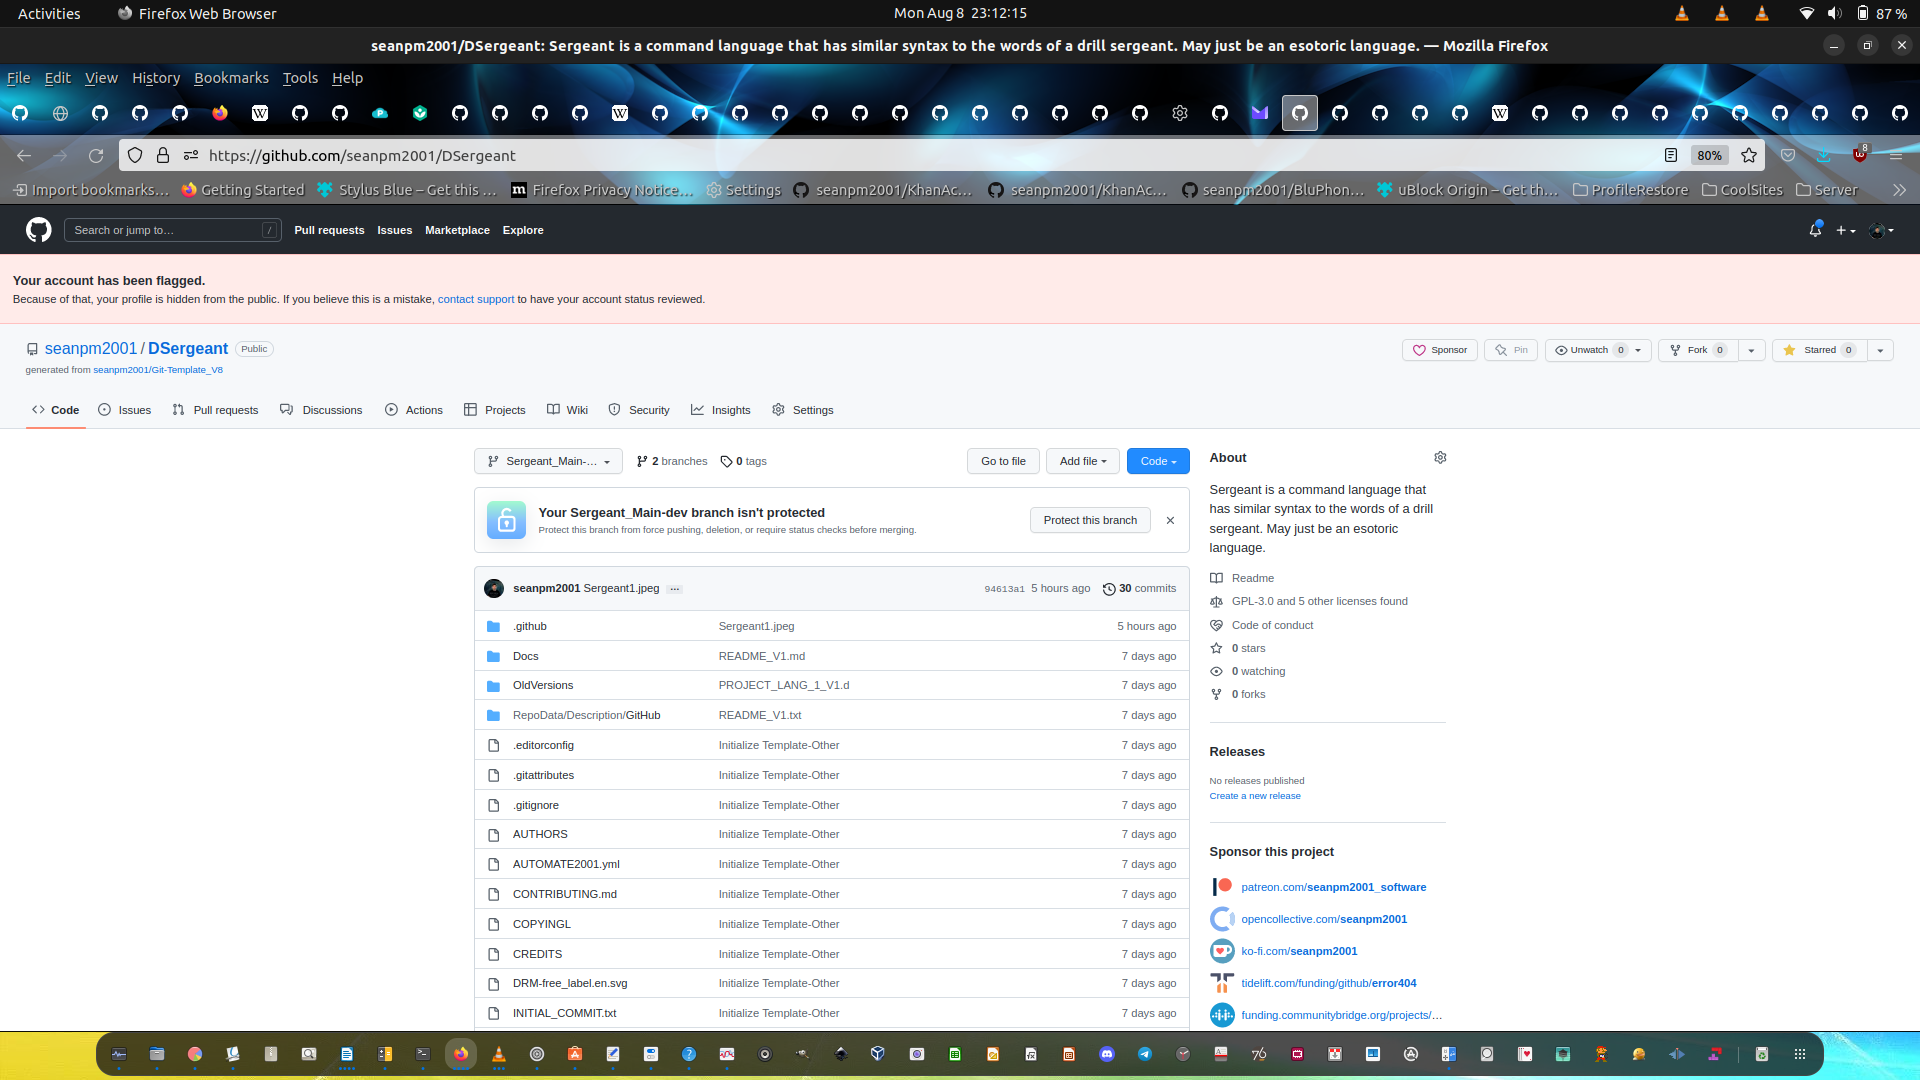 Activities
Firefox Web Browser
Mon Aug 8 23:12:15
87 %
seanpm2001/DSergeant: Sergeant is a command language that has similar syntax to the words of a drill sergeant. May just be an esoteric language. — Mozilla Firefox
File Edit View History Bookmarks Tools Help
https://github.com/seanpm2001/DSergeant
80%
8
Import bookmarks…
Getting Started
Stylus Blue – Get this …
Firefox Privacy Notice…
Settings
seanpm2001/KhanAc…
seanpm2001/KhanAc…
seanpm2001/BluPhon…
uBlock Origin – Get th…
ProfileRestore
CoolSites
Server
Search or jump to…
/
Pull requests
Issues
Marketplace
Explore
Your account has been flagged.
Because of that, your profile is hidden from the public. If you believe this is a mistake, contact support to have your account status reviewed.
seanpm2001 / DSergeant
Public
generated from seanpm2001/Git-Template_V8
Sponsor
Pin
Unwatch 0
Fork 0
Starred 0
Code
Issues
Pull requests
Discussions
Actions
Projects
Wiki
Security
Insights
Settings
Sergeant_Main-…
2 branches
0 tags
Go to file
Add file
Code
Your Sergeant_Main-dev branch isn't protected
Protect this branch from force pushing, deletion, or require status checks before merging.
Protect this branch
seanpm2001 Sergeant1.jpeg …
94613a1 5 hours ago
30 commits
.github Sergeant1.jpeg 5 hours ago
Docs README_V1.md 7 days ago
OldVersions PROJECT_LANG_1_V1.d 7 days ago
RepoData/Description/GitHub README_V1.txt 7 days ago
.editorconfig Initialize Template-Other 7 days ago
.gitattributes Initialize Template-Other 7 days ago
.gitignore Initialize Template-Other 7 days ago
AUTHORS Initialize Template-Other 7 days ago
AUTOMATE2001.yml Initialize Template-Other 7 days ago
CONTRIBUTING.md Initialize Template-Other 7 days ago
COPYINGL Initialize Template-Other 7 days ago
CREDITS Initialize Template-Other 7 days ago
DRM-free_label.en.svg Initialize Template-Other 7 days ago
INITIAL_COMMIT.txt Initialize Template-Other 7 days ago
About
Sergeant is a command language that
has similar syntax to the words of a drill
sergeant. May just be an esoteric
language.
Readme
GPL-3.0 and 5 other licenses found
Code of conduct
0 stars
0 watching
0 forks
Releases
No releases published
Create a new release
Sponsor this project
patreon.com/seanpm2001_software
opencollective.com/seanpm2001
ko-fi.com/seanpm2001
tidelift.com/funding/github/error404
funding.communitybridge.org/projects/…